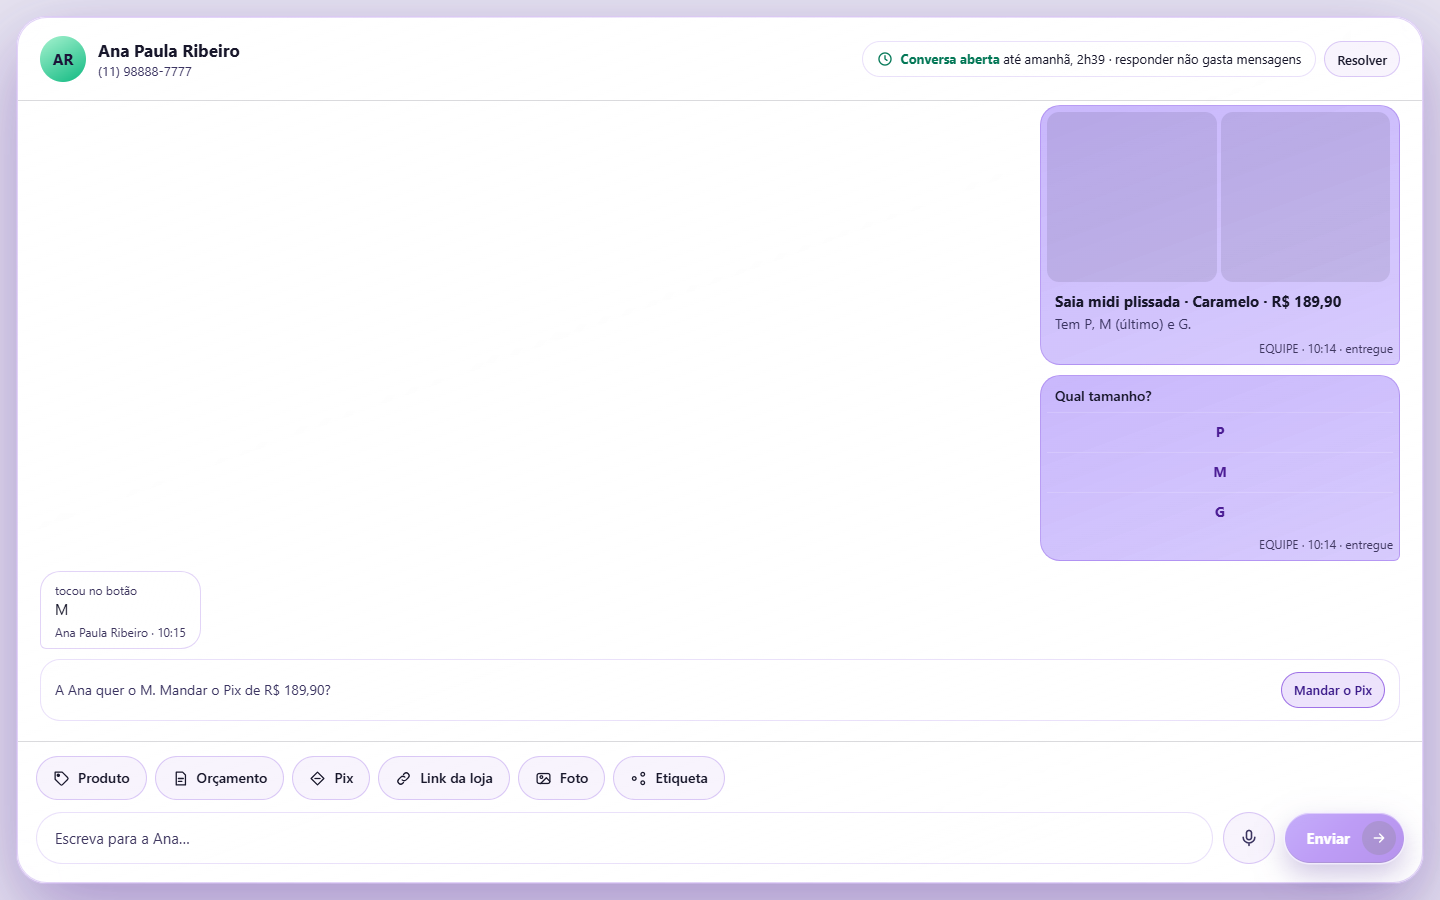 AR
Ana Paula Ribeiro
(11) 98888-7777
Conversa aberta até amanhã, 2h39 · responder não gasta mensagens
Resolver
Saia midi plissada · Caramelo · R$ 189,90
Tem P, M (último) e G.
EQUIPE · 10:14 · entregue
Qual tamanho?
P
M
G
EQUIPE · 10:14 · entregue
tocou no botão
M
Ana Paula Ribeiro · 10:15
A Ana quer o M. Mandar o Pix de R$ 189,90?
Mandar o Pix
Produto
Orçamento
Pix
Link da loja
Foto
Etiqueta
Escreva para a Ana...
Enviar